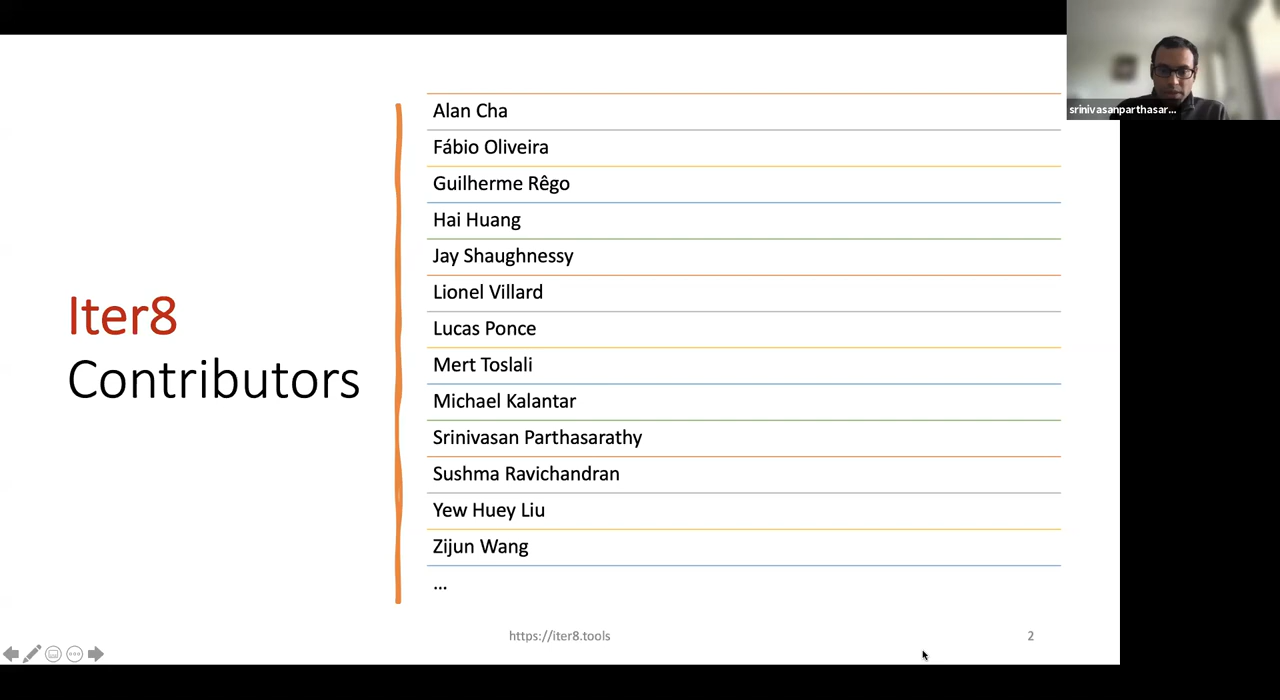 srinivasanparthasar...
Iter8
Contributors
Alan Cha
Fábio Oliveira
Guilherme Rêgo
Hai Huang
Jay Shaughnessy
Lionel Villard
Lucas Ponce
Mert Toslali
Michael Kalantar
Srinivasan Parthasarathy
Sushma Ravichandran
Yew Huey Liu
Zijun Wang
...
https://iter8.tools
2